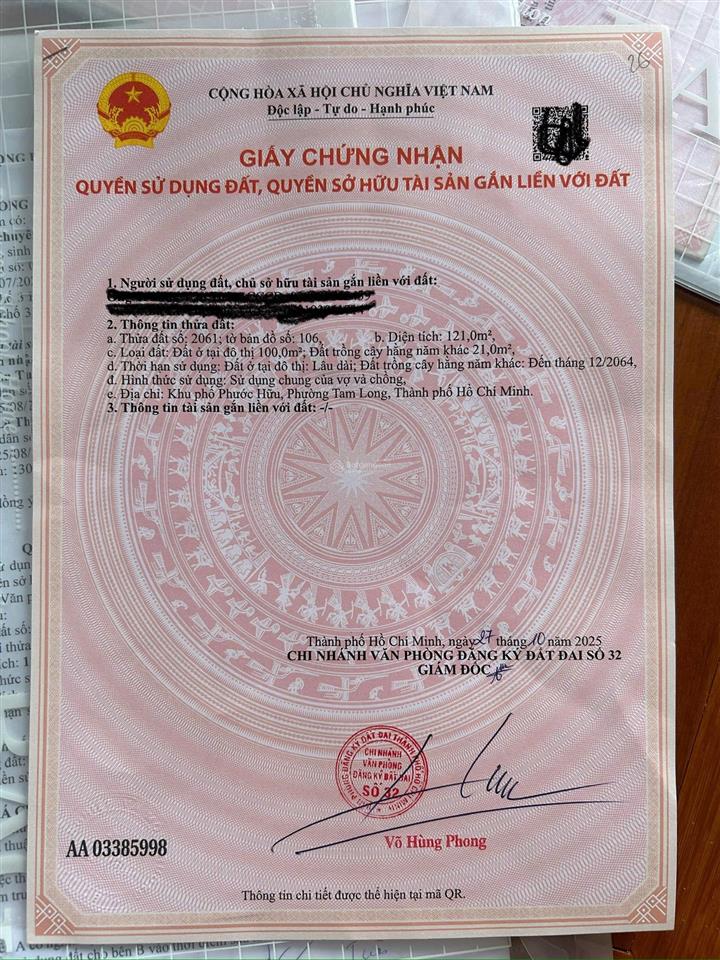 26
CỘNG HÒA XÃ HỘI CHỦ NGHĨA VIỆT NAM
Độc lập - Tự do - Hạnh phúc
GIẤY CHỨNG NHẬN
QUYỀN SỬ DỤNG ĐẤT, QUYỀN SỞ HỮU TÀI SẢN GẮN LIỀN VỚI ĐẤT
1. Người sử dụng đất, chủ sở hữu tài sản gắn liền với đất:
2. Thông tin thửa đất:
a. Thửa đất số: 2061; tờ bản đồ số: 106, b. Diện tích: 121,0m²,
c. Loại đất: Đất ở tại đô thị 100,0m²; Đất trồng cây hằng năm khác 21,0m²,
d. Thời hạn sử dụng: Đất ở tại đô thị: Lâu dài; Đất trồng cây hằng năm khác: Đến tháng 12/2064,
đ. Hình thức sử dụng: Sử dụng chung của vợ và chồng,
e. Địa chỉ: Khu phố Phước Hữu, Phường Tam Long, Thành phố Hồ Chí Minh.
3. Thông tin tài sản gắn liền với đất: -/-
Thành phố Hồ Chí Minh, ngày 27 tháng 10 năm 2025
CHI NHÁNH VĂN PHÒNG ĐĂNG KÝ ĐẤT ĐAI SỐ 32
GIÁM ĐỐC
CHI NHÁNH
VĂN PHÒNG
ĐĂNG KÝ ĐẤT ĐAI
SỐ 32
Võ Hùng Phong
AA 03385998
Thông tin chi tiết được thể hiện tại mã QR.